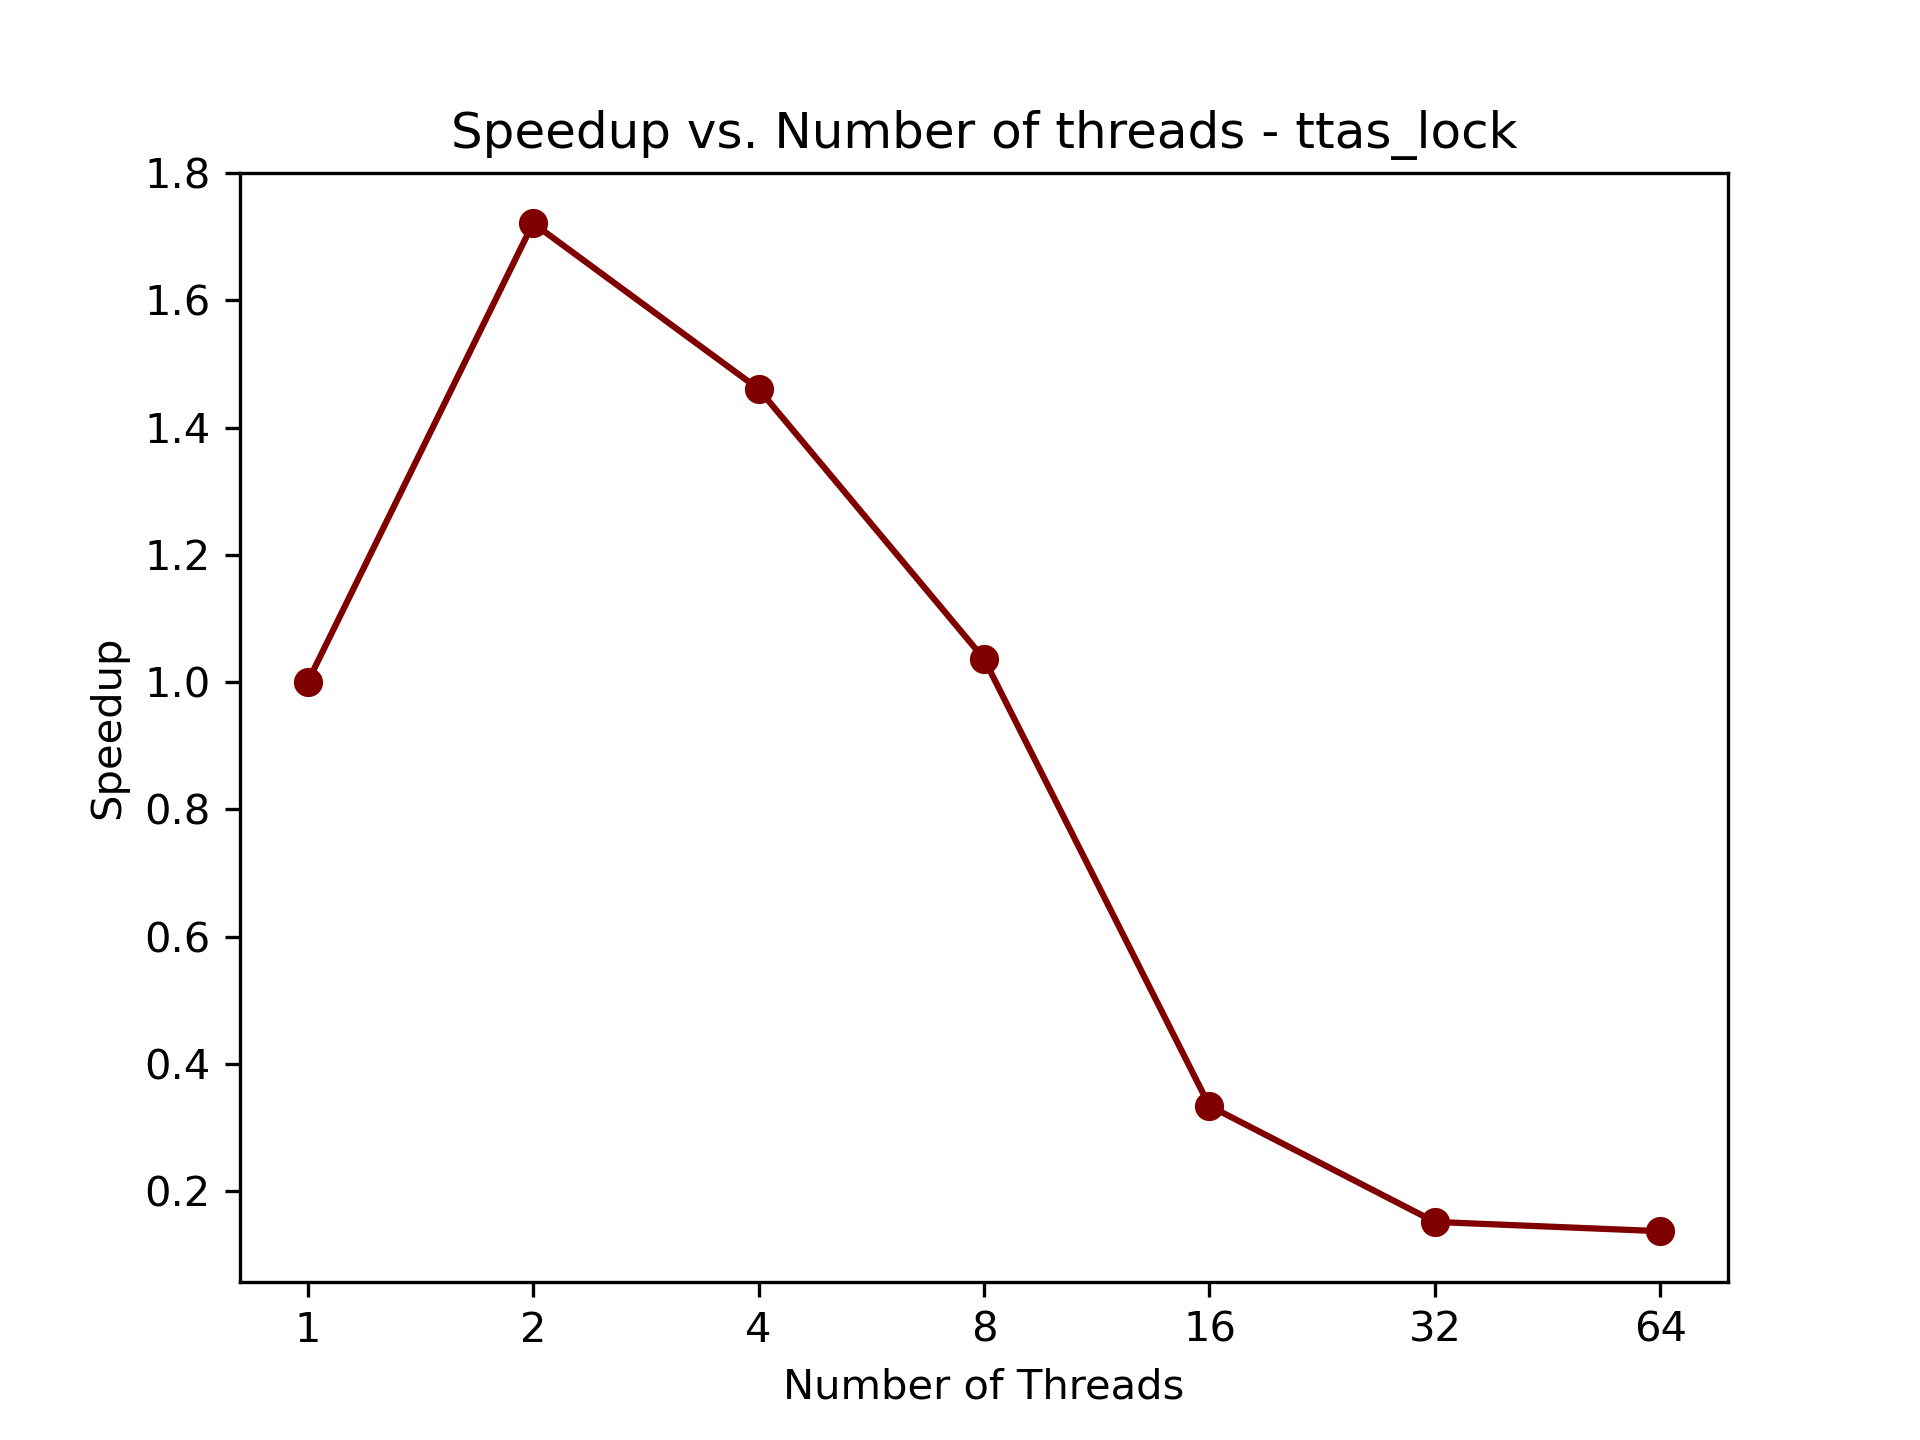 Speedup vs. Number of threads - ttas_lock
1.8
1.6
1.4
1.2
1.0
0.8
0.6
0.4
0.2
Speedup
1 2 4 8 16 32 64
Number of Threads